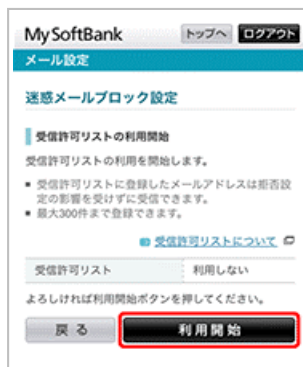 My SoftBank トップへ ログアウト
メール設定
迷惑メールブロック設定
受信許可リストの利用開始
受信許可リストの利用を開始します。
▪ 受信許可リストに登録したメールアドレスは拒否設
定の影響を受けずに受信できます。
▪ 最大300件まで登録できます。
受信許可リストについて
受信許可リスト 利用しない
よろしければ利用開始ボタンを押してください。
戻る 利用開始